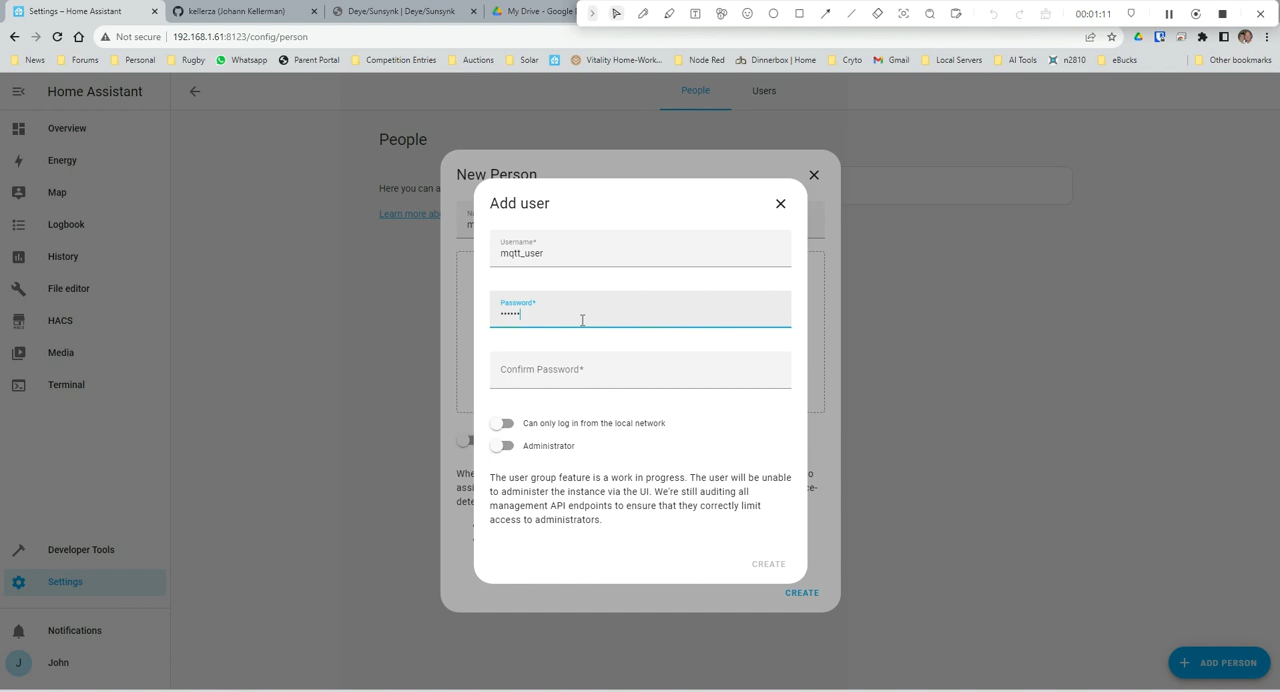 Settings – Home Assistant
kellerza (Johann Kellerman)
Deye/Sunsynk | Deye/Sunsynk
My Drive - Google
00:01:11
Not secure
192.168.1.61:8123/config/person
News
Forums
Personal
Rugby
Whatsapp
Parent Portal
Competition Entries
Auctions
Solar
Vitality Home-Work...
Node Red
Dinnerbox | Home
Cryto
Gmail
Local Servers
AI Tools
n2810
eBucks
Other bookmarks
Home Assistant
People
Users
Overview
Energy
Map
Logbook
History
File editor
HACS
Media
Terminal
Developer Tools
Settings
Notifications
J
John
People
Here you can a
Learn more abo
New Person
Add user
Username*
mqtt_user
Password*
••••••
Confirm Password*
Can only log in from the local network
Administrator
The user group feature is a work in progress. The user will be unable
to administer the instance via the UI. We're still auditing all
management API endpoints to ensure that they correctly limit
access to administrators.
CREATE
CREATE
ADD PERSON